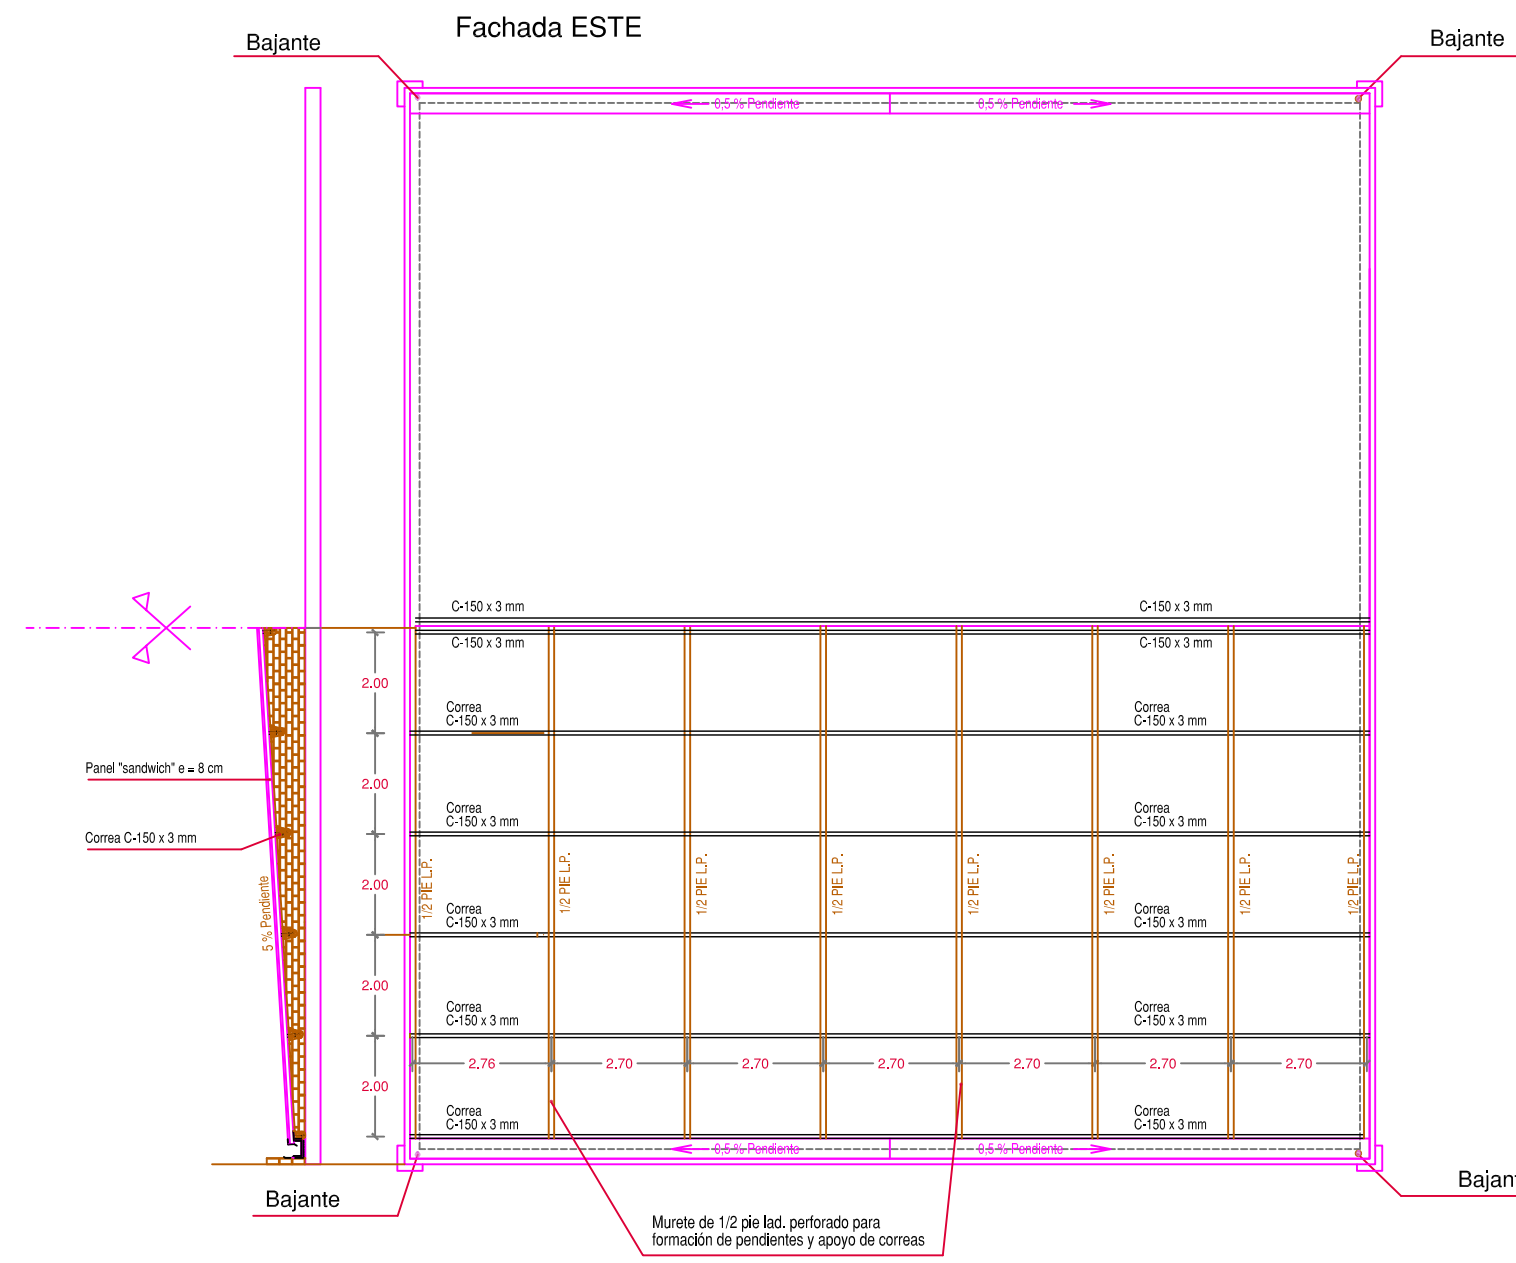 Fachada ESTE
Bajante
Bajante
0,5 % Pendiente
0,5 % Pendiente
C-150 x 3 mm
C-150 x 3 mm
C-150 x 3 mm
C-150 x 3 mm
2.00
Correa
C-150 x 3 mm
Correa
C-150 x 3 mm
Panel "sandwich" e = 8 cm
2.00
Correa
C-150 x 3 mm
Correa
C-150 x 3 mm
Correa C-150 x 3 mm
5 % Pendiente
2.00
1/2 PIE L.P.
1/2 PIE L.P.
1/2 PIE L.P.
1/2 PIE L.P.
1/2 PIE L.P.
1/2 PIE L.P.
1/2 PIE L.P.
1/2 PIE L.P.
Correa
C-150 x 3 mm
Correa
C-150 x 3 mm
2.00
Correa
C-150 x 3 mm
Correa
C-150 x 3 mm
2.76
2.70
2.70
2.70
2.70
2.70
2.70
2.00
Correa
C-150 x 3 mm
Correa
C-150 x 3 mm
0,5 % Pendiente
0,5 % Pendiente
Bajante
Bajan
Murete de 1/2 pie lad. perforado para
formación de pendientes y apoyo de correas